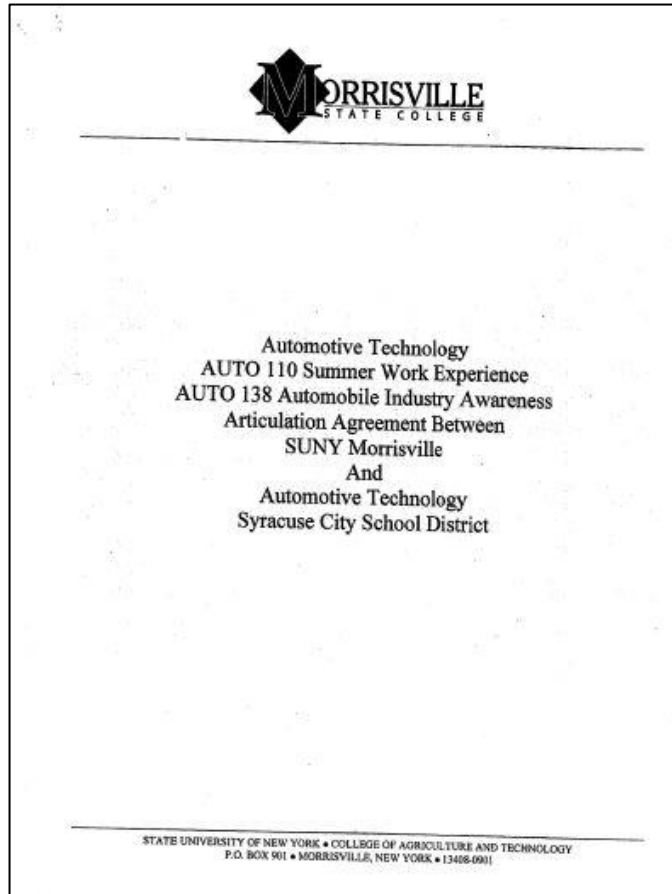 MORRISVILLE
STATE COLLEGE
Automotive Technology
AUTO 110 Summer Work Experience
AUTO 138 Automobile Industry Awareness
Articulation Agreement Between
SUNY Morrisville
And
Automotive Technology
Syracuse City School District
STATE UNIVERSITY OF NEW YORK • COLLEGE OF AGRICULTURE AND TECHNOLOGY
P.O. BOX 901 • MORRISVILLE, NEW YORK • 13408-0901